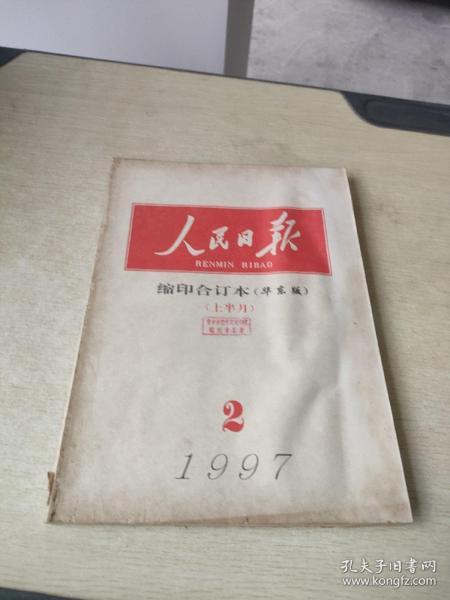 人民日报
RENMIN RIBAO
缩印合订本(华东版)
(上半月)
2
1997
孔夫子旧书网
www.kongfz.com